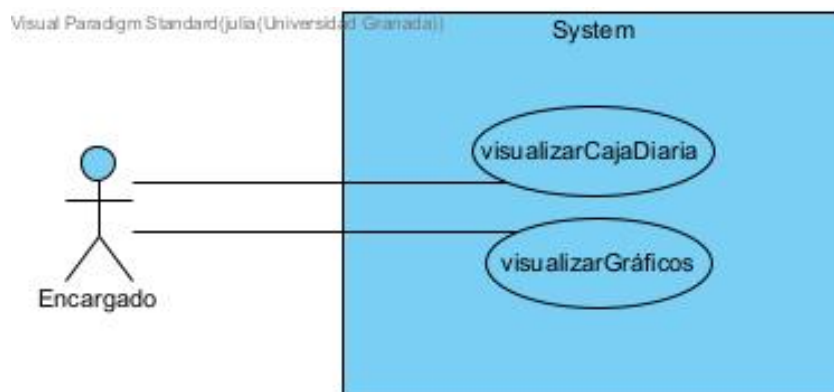 Visual Paradigm Standard(julia(Universidad Granada))
System
visualizarCajaDiaria
visualizarGráficos
Encargado